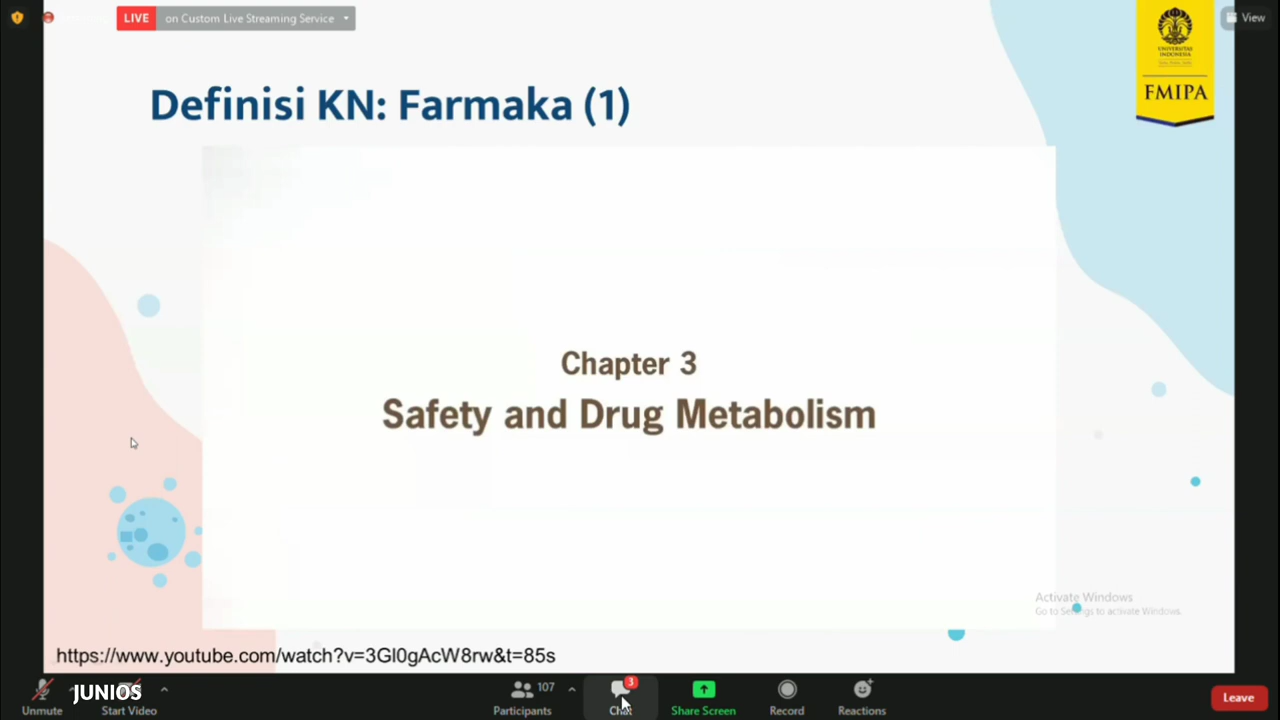 LIVE on Custom Live Streaming Service
View
UNIVERSITAS
INDONESIA
FMIPA
Definisi KN: Farmaka (1)
Chapter 3
Safety and Drug Metabolism
Activate Windows
Go to Settings to activate Windows.
https://www.youtube.com/watch?v=3Gl0gAcW8rw&t=85s
JUNIOS
107
3
Unmute
Start Video
Participants
Chat
Share Screen
Record
Reactions
Leave